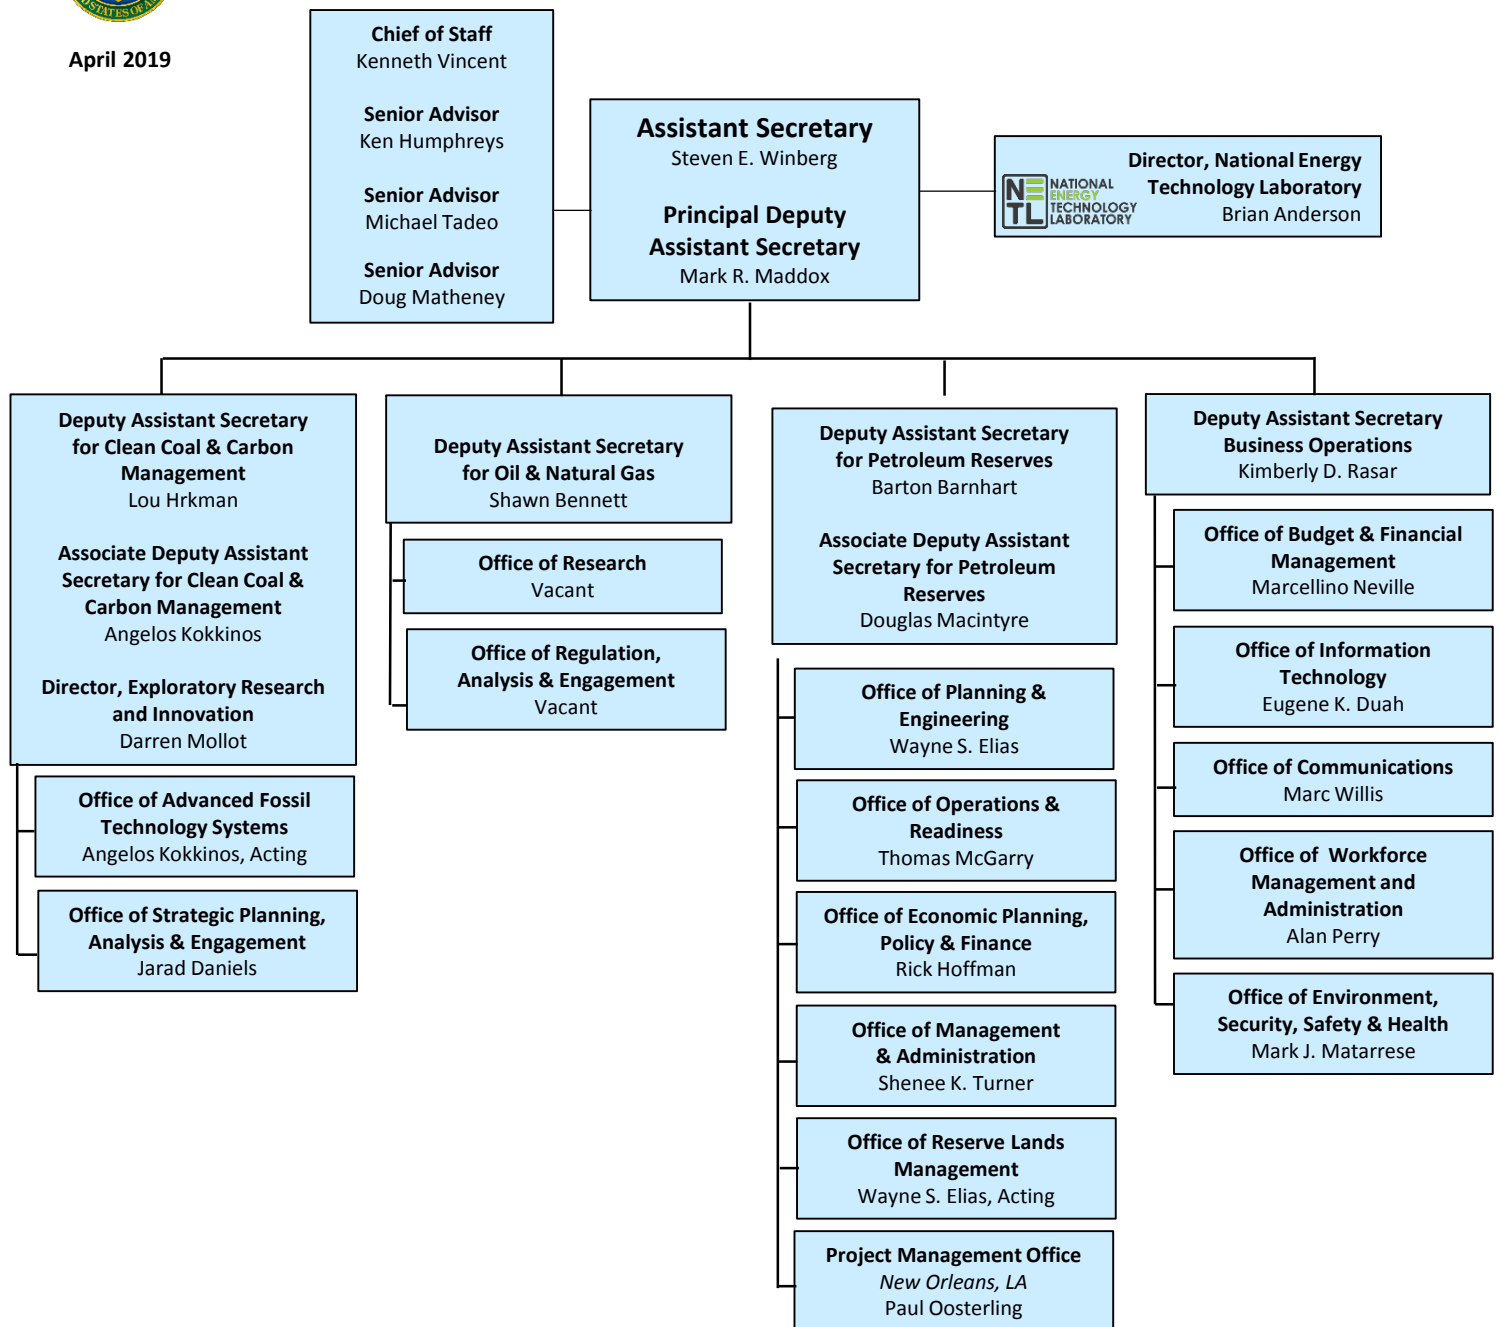 D STATES OF AM
April 2019
Chief of Staff
Kenneth Vincent
Senior Advisor
Ken Humphreys
Senior Advisor
Michael Tadeo
Senior Advisor
Doug Matheney
Assistant Secretary
Steven E. Winberg
Principal Deputy
Assistant Secretary
Mark R. Maddox
NETL
NATIONAL
ENERGY
TECHNOLOGY
LABORATORY
Director, National Energy
Technology Laboratory
Brian Anderson
Deputy Assistant Secretary
for Clean Coal & Carbon
Management
Lou Hrkman
Associate Deputy Assistant
Secretary for Clean Coal &
Carbon Management
Angelos Kokkinos
Director, Exploratory Research
and Innovation
Darren Mollot
Office of Advanced Fossil
Technology Systems
Angelos Kokkinos, Acting
Office of Strategic Planning,
Analysis & Engagement
Jarad Daniels
Deputy Assistant Secretary
for Oil & Natural Gas
Shawn Bennett
Office of Research
Vacant
Office of Regulation,
Analysis & Engagement
Vacant
Deputy Assistant Secretary
for Petroleum Reserves
Barton Barnhart
Associate Deputy Assistant
Secretary for Petroleum
Reserves
Douglas Macintyre
Office of Planning &
Engineering
Wayne S. Elias
Office of Operations &
Readiness
Thomas McGarry
Office of Economic Planning,
Policy & Finance
Rick Hoffman
Office of Management
& Administration
Shenee K. Turner
Office of Reserve Lands
Management
Wayne S. Elias, Acting
Project Management Office
New Orleans, LA
Paul Oosterling
Deputy Assistant Secretary
Business Operations
Kimberly D. Rasar
Office of Budget & Financial
Management
Marcellino Neville
Office of Information
Technology
Eugene K. Duah
Office of Communications
Marc Willis
Office of Workforce
Management and
Administration
Alan Perry
Office of Environment,
Security, Safety & Health
Mark J. Matarrese